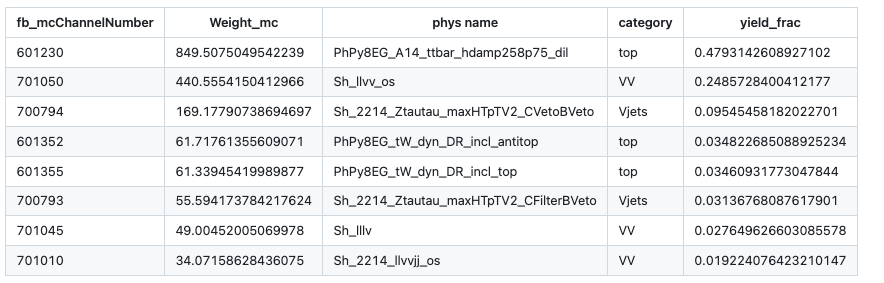 fb_mcChannelNumber Weight_mc phys name category yield_frac
601230 849.5075049542239 PhPy8EG_A14_ttbar_hdamp258p75_dil top 0.4793142608927102
701050 440.5554150412966 Sh_llvv_os VV 0.2485728400412177
700794 169.17790738694697 Sh_2214_Ztautau_maxHTpTV2_CVetoBVeto Vjets 0.09545458182022701
601352 61.71761355609071 PhPy8EG_tW_dyn_DR_incl_antitop top 0.034822685088925234
601355 61.33945419989877 PhPy8EG_tW_dyn_DR_incl_top top 0.03460931773047844
700793 55.594173784217624 Sh_2214_Ztautau_maxHTpTV2_CFilterBVeto Vjets 0.03136768087617901
701045 49.00452005069978 Sh_lllv VV 0.027649626603085578
701010 34.07158628436075 Sh_2214_llvvjj_os VV 0.019224076423210147